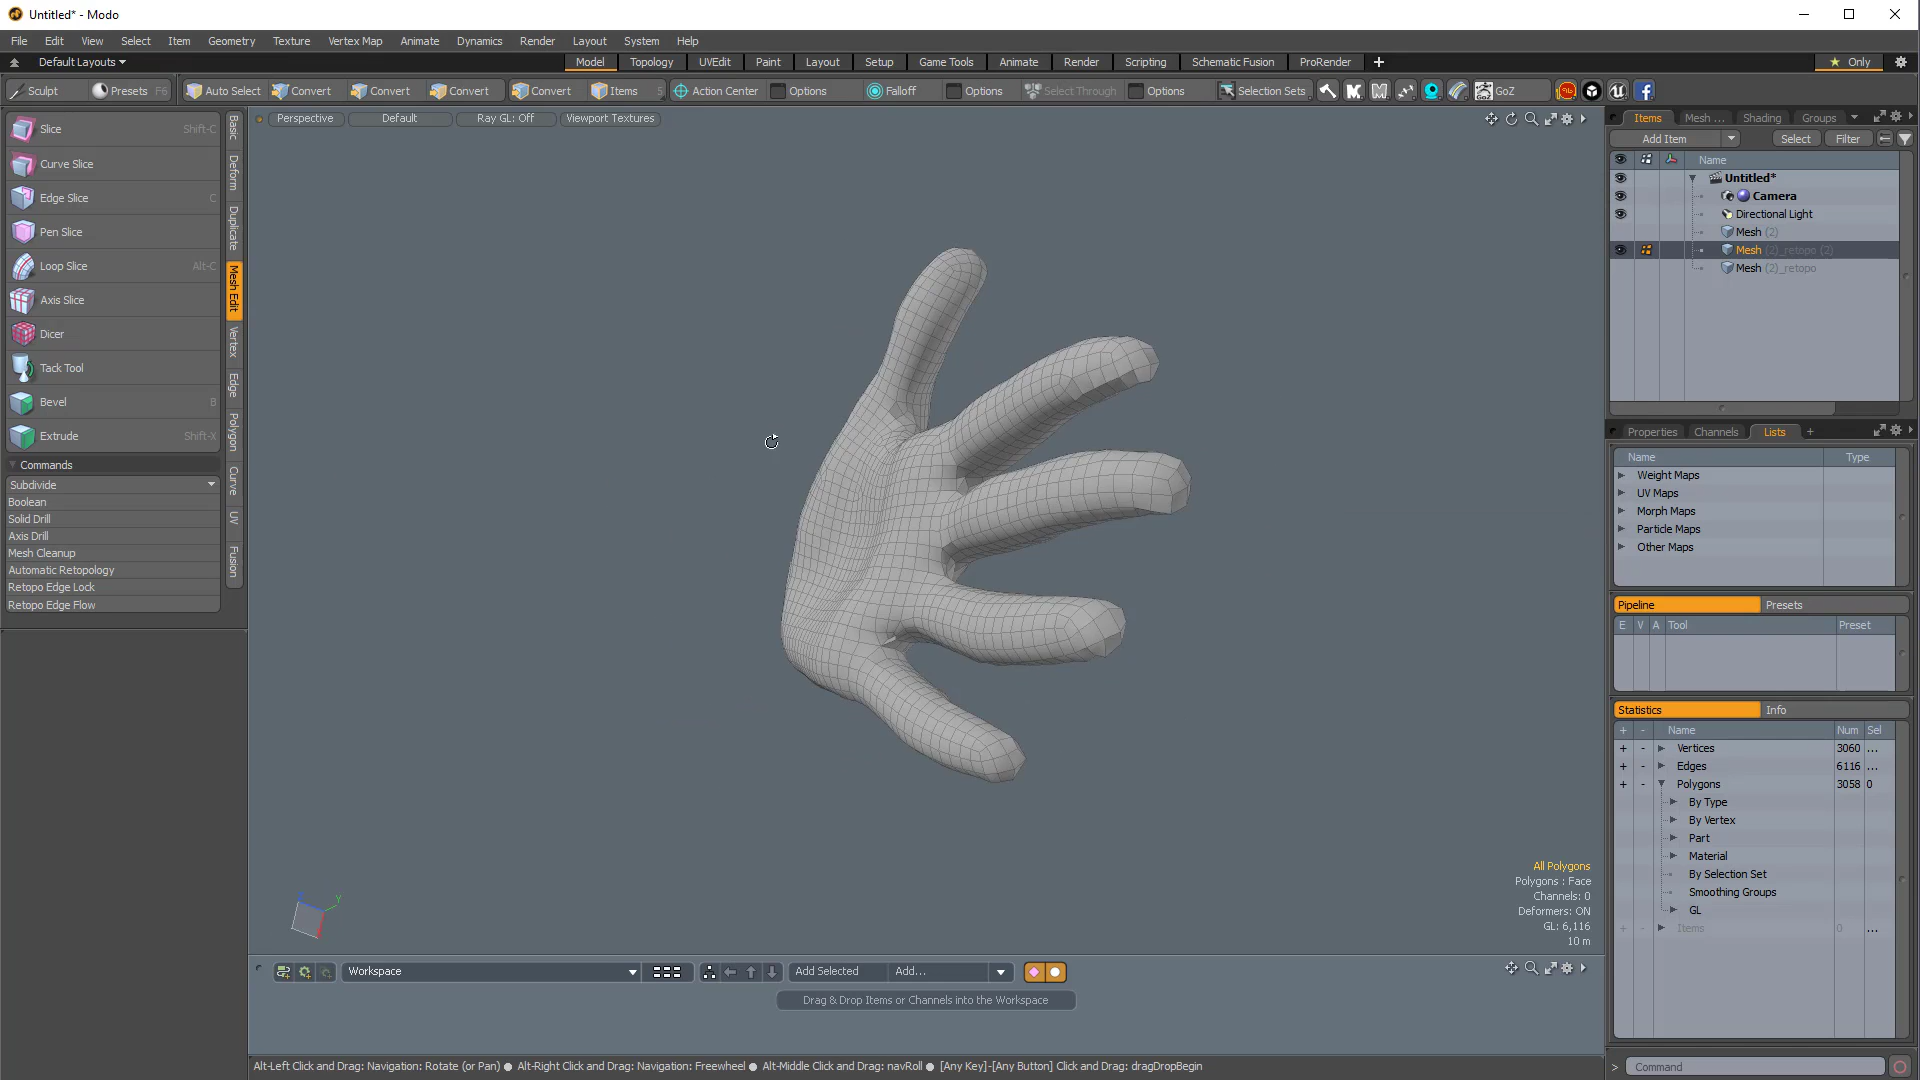 Untitled* - Modo
File Edit View Select Item Geometry Texture Vertex Map Animate Dynamics Render Layout System Help
Default Layouts Model Topology UVEdit Paint Layout Setup Game Tools Animate Render Scripting Schematic Fusion ProRender + Only
Sculpt Presets F6 Auto Select Convert Convert Convert Convert Items 5 Action Center Options Falloff Options Select Through Options Selection Sets GoZ
Perspective Default Ray GL: Off Viewport Textures
Slice Shift-C
Curve Slice
Edge Slice C
Pen Slice
Loop Slice Alt-C
Axis Slice
Dicer
Tack Tool
Bevel B
Extrude Shift-X
Commands
Subdivide
Boolean
Solid Drill
Axis Drill
Mesh Cleanup
Automatic Retopology
Retopo Edge Lock
Retopo Edge Flow
Basic
Deform
Duplicate
Mesh Edit
Vertex
Edge
Polygon
Curve
UV
Fusion
All Polygons
Polygons : Face
Channels: 0
Deformers: ON
GL: 6,116
10 m
Y
Workspace Add Selected Add...
Drag & Drop Items or Channels into the Workspace
Alt-Left Click and Drag: Navigation: Rotate (or Pan) ● Alt-Right Click and Drag: Navigation: Freewheel ● Alt-Middle Click and Drag: navRoll ● [Any Key]-[Any Button] Click and Drag: dragDropBegin
Items Mesh ... Shading Groups
Add Item Select Filter
Name
Untitled*
Camera
Directional Light
Mesh (2)
Mesh (2)_retopo (2)
Mesh (2)_retopo
Properties Channels Lists +
Name Type
Weight Maps
UV Maps
Morph Maps
Particle Maps
Other Maps
Pipeline Presets
E V A Tool Preset
Statistics Info
+ - Name Num Sel
+ - Vertices 3060 ...
+ - Edges 6116 ...
+ - Polygons 3058 0
By Type
By Vertex
Part
Material
By Selection Set
Smoothing Groups
GL
+ - Items 0 ...
> Command